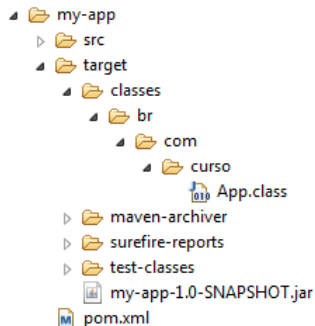 my-app
src
target
classes
br
com
curso
App.class
maven-archiver
surefire-reports
test-classes
my-app-1.0-SNAPSHOT.jar
pom.xml